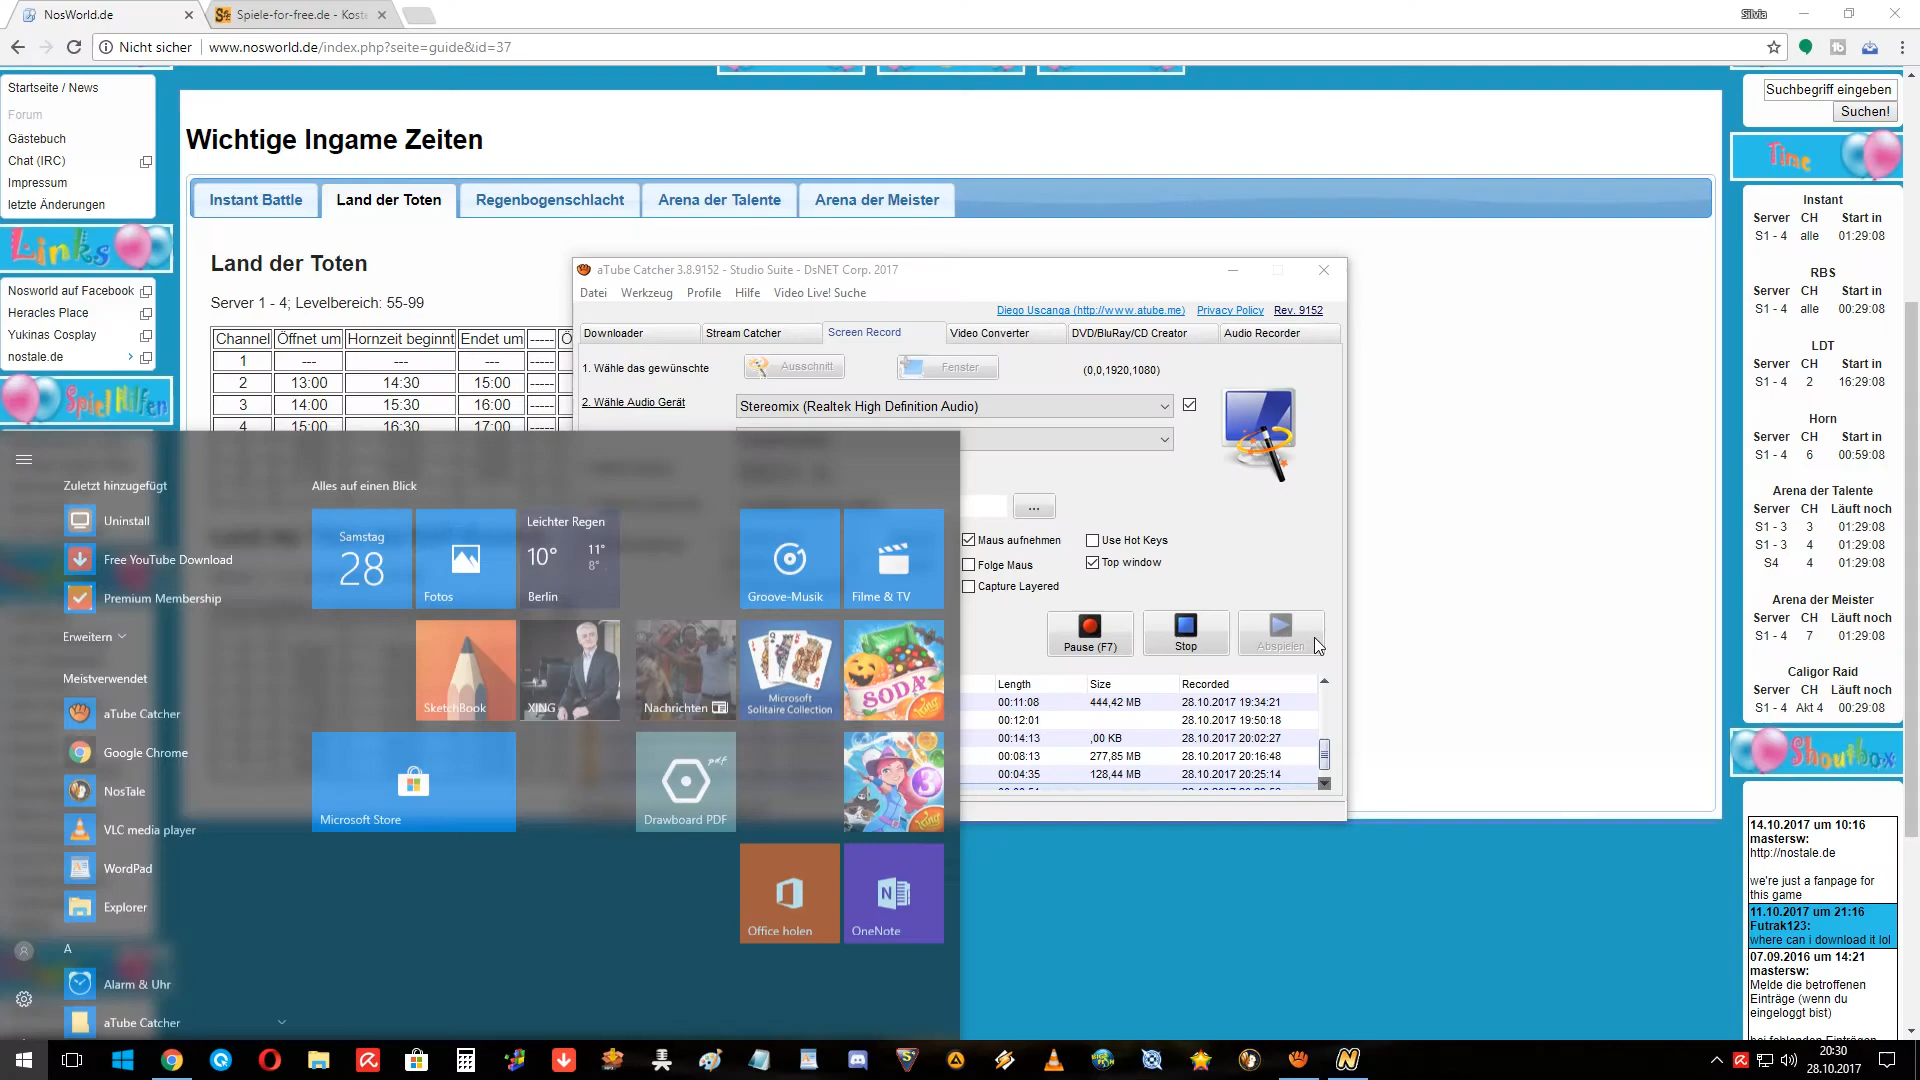 NosWorld.de
Spiele-for-free.de - Koste
Silvia
Nicht sicher
www.nosworld.de/index.php?seite=guide&id=37
Startseite / News
Forum
Gästebuch
Chat (IRC)
Impressum
letzte Änderungen
Links
Nosworld auf Facebook
Heracles Place
Yukinas Cosplay
nostale.de
Spiel Hilfen
Wichtige Ingame Zeiten
Instant Battle
Land der Toten
Regenbogenschlacht
Arena der Talente
Arena der Meister
Land der Toten
Server 1 - 4; Levelbereich: 55-99
Channel Öffnet um Hornzeit beginnt Endet um ----- Ö
1 --- --- --- -----
2 13:00 14:30 15:00 -----
3 14:00 15:30 16:00 -----
4 15:00 16:30 17:00 -----
aTube Catcher 3.8.9152 - Studio Suite - DsNET Corp. 2017
Datei Werkzeug Profile Hilfe Video Live! Suche
Diego Uscanga (http://www.atube.me) Privacy Policy Rev. 9152
Downloader
Stream Catcher
Screen Record
Video Converter
DVD/BluRay/CD Creator
Audio Recorder
1. Wähle das gewünschte
Ausschnitt
Fenster
(0,0,1920,1080)
2. Wähle Audio Gerät
Stereomix (Realtek High Definition Audio)
...
Maus aufnehmen
Use Hot Keys
Folge Maus
Top window
Capture Layered
Pause (F7)
Stop
Abspielen
Length Size Recorded
00:11:08 444,42 MB 28.10.2017 19:34:21
00:12:01 28.10.2017 19:50:18
00:14:13 ,00 KB 28.10.2017 20:02:27
00:08:13 277,85 MB 28.10.2017 20:16:48
00:04:35 128,44 MB 28.10.2017 20:25:14
Zuletzt hinzugefügt
Uninstall
Free YouTube Download
Premium Membership
Erweitern
Meistverwendet
aTube Catcher
Google Chrome
NosTale
VLC media player
WordPad
Explorer
A
Alarm & Uhr
aTube Catcher
Alles auf einen Blick
Samstag
28
Fotos
Leichter Regen
10°
11°
8°
Berlin
Groove-Musik
Filme & TV
SketchBook
XING
Nachrichten
Microsoft
Solitaire Collection
SODA
King
Microsoft Store
pdf
Drawboard PDF
3
King
Office holen
N
OneNote
Suchbegriff eingeben
Suchen!
Time
Instant
Server CH Start in
S1 - 4 alle 01:29:08
RBS
Server CH Start in
S1 - 4 alle 00:29:08
LDT
Server CH Start in
S1 - 4 2 16:29:08
Horn
Server CH Start in
S1 - 4 6 00:59:08
Arena der Talente
Server CH Läuft noch
S1 - 3 3 01:29:08
S1 - 3 4 01:29:08
S4 4 01:29:08
Arena der Meister
Server CH Läuft noch
S1 - 4 7 01:29:08
Caligor Raid
Server CH Läuft noch
S1 - 4 Akt 4 00:29:08
Shoutbox
14.10.2017 um 10:16
mastersw:
http://nostale.de
we're just a fanpage for
this game
11.10.2017 um 21:16
Futrak123:
where can i download it lol
07.09.2016 um 14:21
mastersw:
Melde die betroffenen
Einträge (wenn du
eingeloggt bist)
20:30
28.10.2017